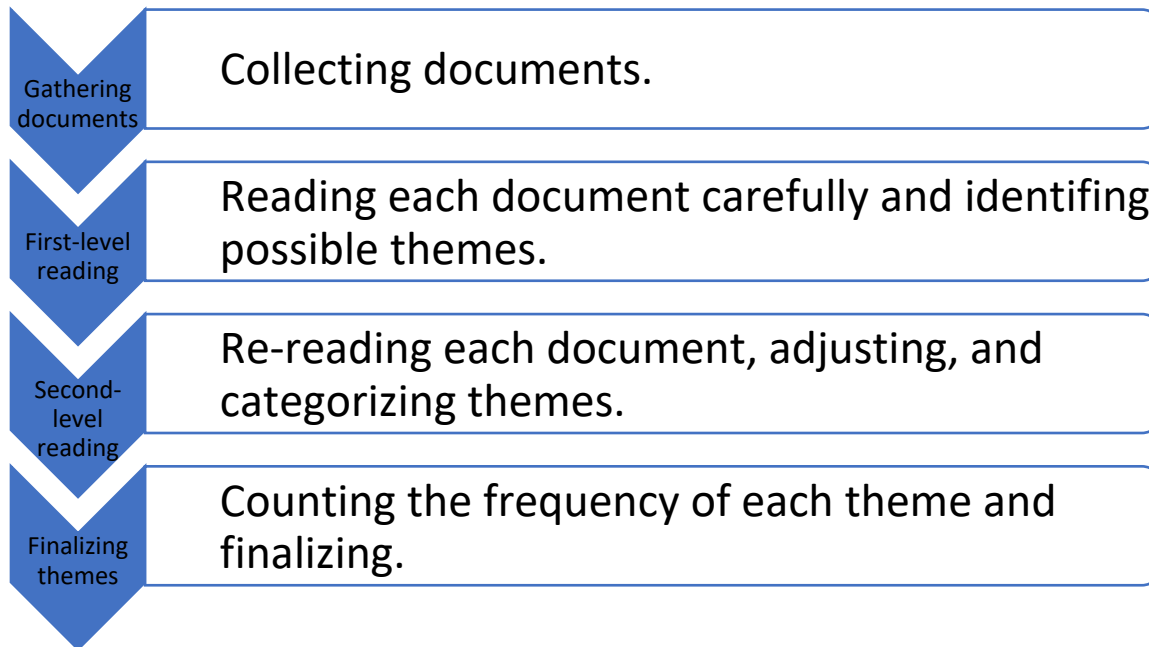 Gathering
documents
Collecting documents.
First-level
reading
Reading each document carefully and identifing
possible themes.
Second-
level
reading
Re-reading each document, adjusting, and
categorizing themes.
Finalizing
themes
Counting the frequency of each theme and
finalizing.